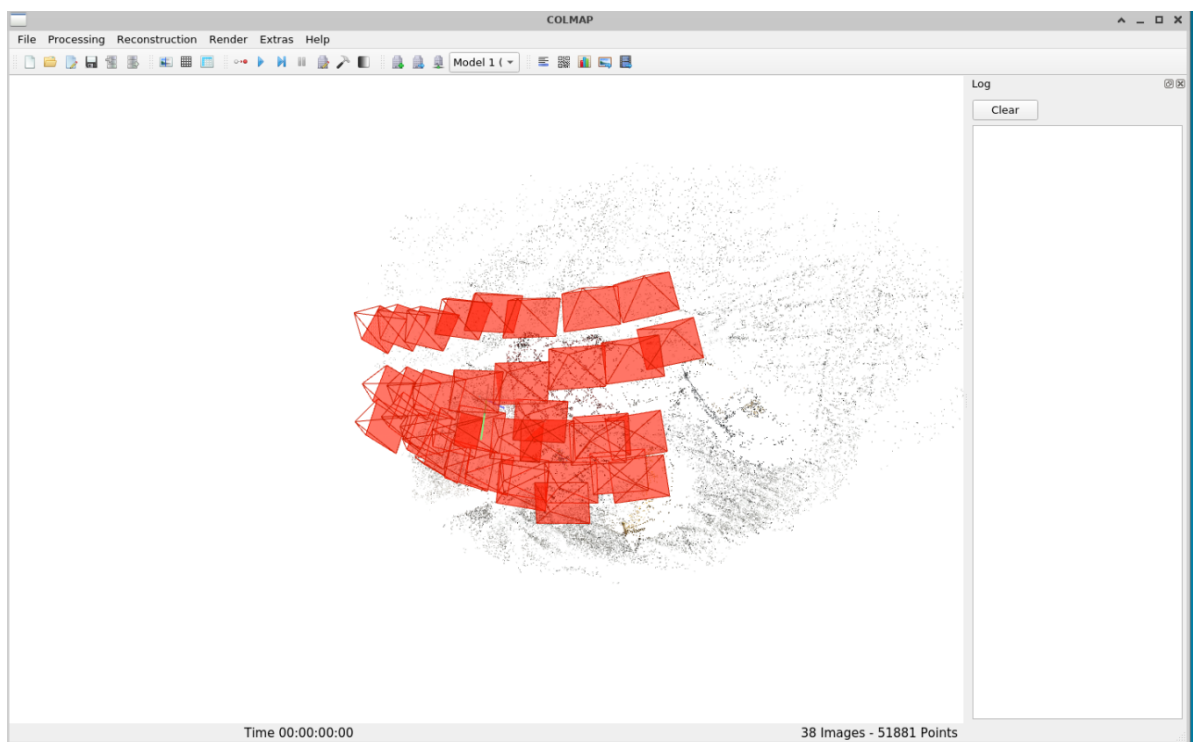 COLMAP
File Processing Reconstruction Render Extras Help
Model 1 (
Log
Clear
Time 00:00:00:00
38 Images - 51881 Points